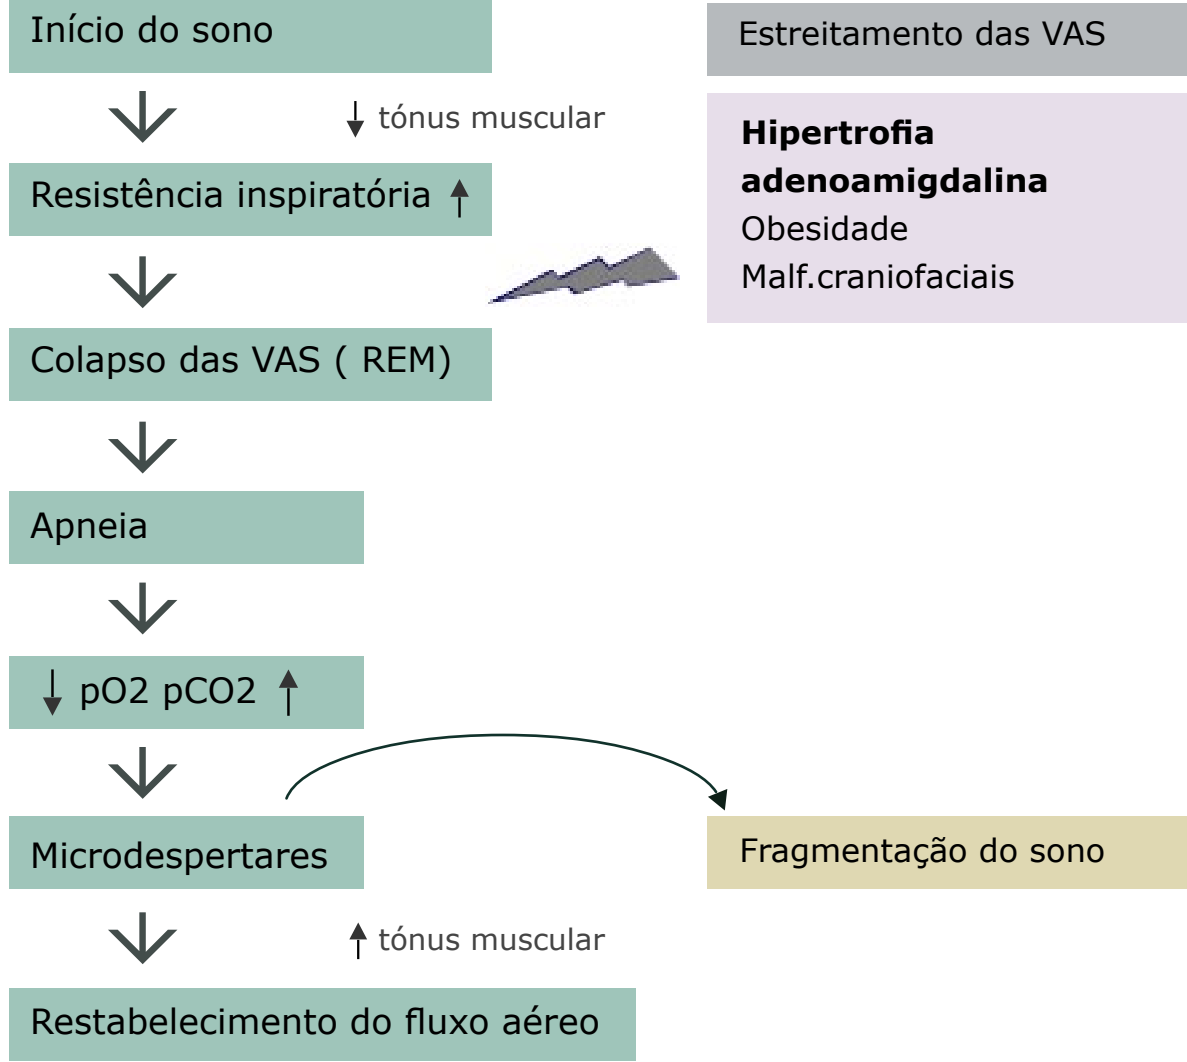 Início do sono
↓ tónus muscular
Resistência inspiratória ↑
Colapso das VAS ( REM)
Apneia
↓ pO2 pCO2 ↑
Microdespertares
↑ tónus muscular
Restabelecimento do fluxo aéreo
Estreitamento das VAS
Hipertrofia
adenoamigdalina
Obesidade
Malf.craniofaciais
Fragmentação do sono